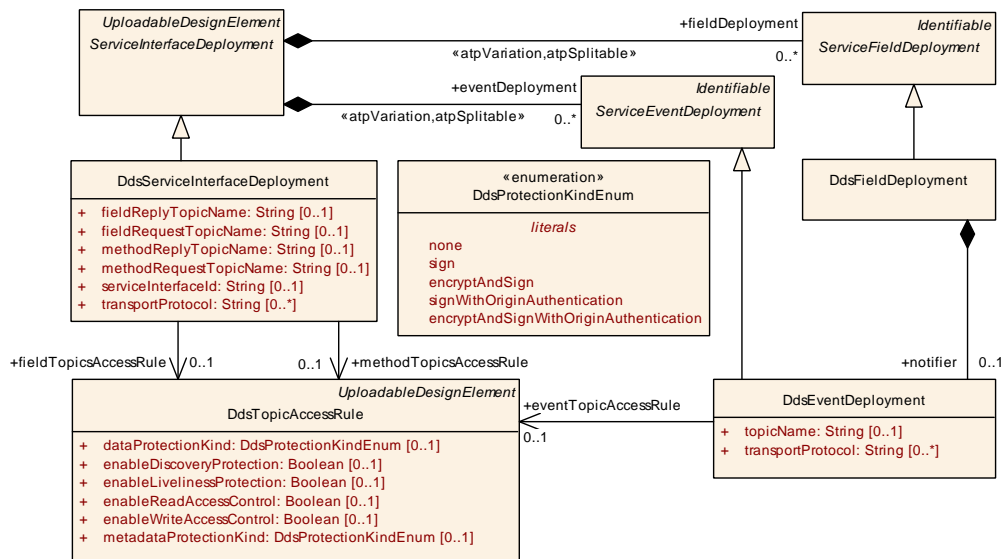 UploadableDesignElement
ServiceInterfaceDeployment
+fieldDeployment
«atpVariation,atpSplitable»
0..*
Identifiable
ServiceFieldDeployment
+eventDeployment
«atpVariation,atpSplitable»
0..*
Identifiable
ServiceEventDeployment
DdsServiceInterfaceDeployment
+ fieldReplyTopicName: String [0..1]
+ fieldRequestTopicName: String [0..1]
+ methodReplyTopicName: String [0..1]
+ methodRequestTopicName: String [0..1]
+ serviceInterfaceId: String [0..1]
+ transportProtocol: String [0..*]
«enumeration»
DdsProtectionKindEnum
literals
none
sign
encryptAndSign
signWithOriginAuthentication
encryptAndSignWithOriginAuthentication
DdsFieldDeployment
+fieldTopicsAccessRule
0..1
0..1
+methodTopicsAccessRule
+notifier
0..1
UploadableDesignElement
DdsTopicAccessRule
+ dataProtectionKind: DdsProtectionKindEnum [0..1]
+ enableDiscoveryProtection: Boolean [0..1]
+ enableLivelinessProtection: Boolean [0..1]
+ enableReadAccessControl: Boolean [0..1]
+ enableWriteAccessControl: Boolean [0..1]
+ metadataProtectionKind: DdsProtectionKindEnum [0..1]
+eventTopicAccessRule
0..1
DdsEventDeployment
+ topicName: String [0..1]
+ transportProtocol: String [0..*]